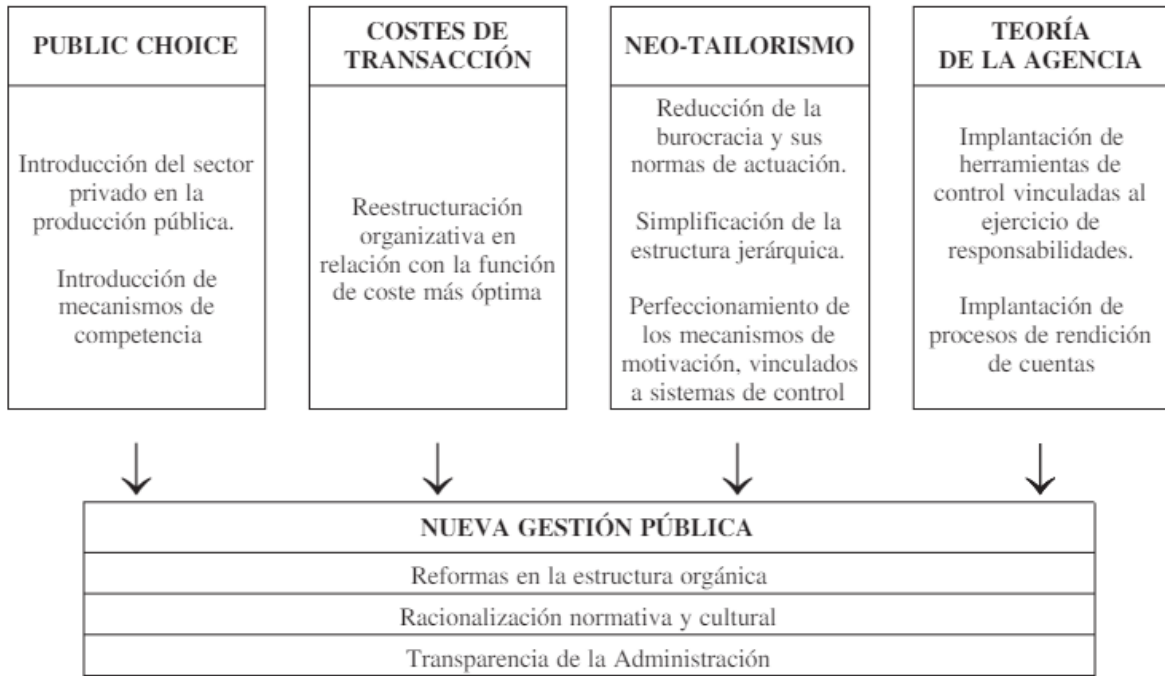 PUBLIC CHOICE
Introducción del sector
privado en la
producción pública.
Introducción de
mecanismos de
competencia
COSTES DE
TRANSACCIÓN
Reestructuración
organizativa en
relación con la función
de coste más óptima
NEO-TAILORISMO
Reducción de la
burocracia y sus
normas de actuación.
Simplificación de la
estructura jerárquica.
Perfeccionamiento de
los mecanismos de
motivación, vinculados
a sistemas de control
TEORÍA
DE LA AGENCIA
Implantación de
herramientas de
control vinculadas al
ejercicio de
responsabilidades.
Implantación de
procesos de rendición
de cuentas
NUEVA GESTIÓN PÚBLICA
Reformas en la estructura orgánica
Racionalización normativa y cultural
Transparencia de la Administración